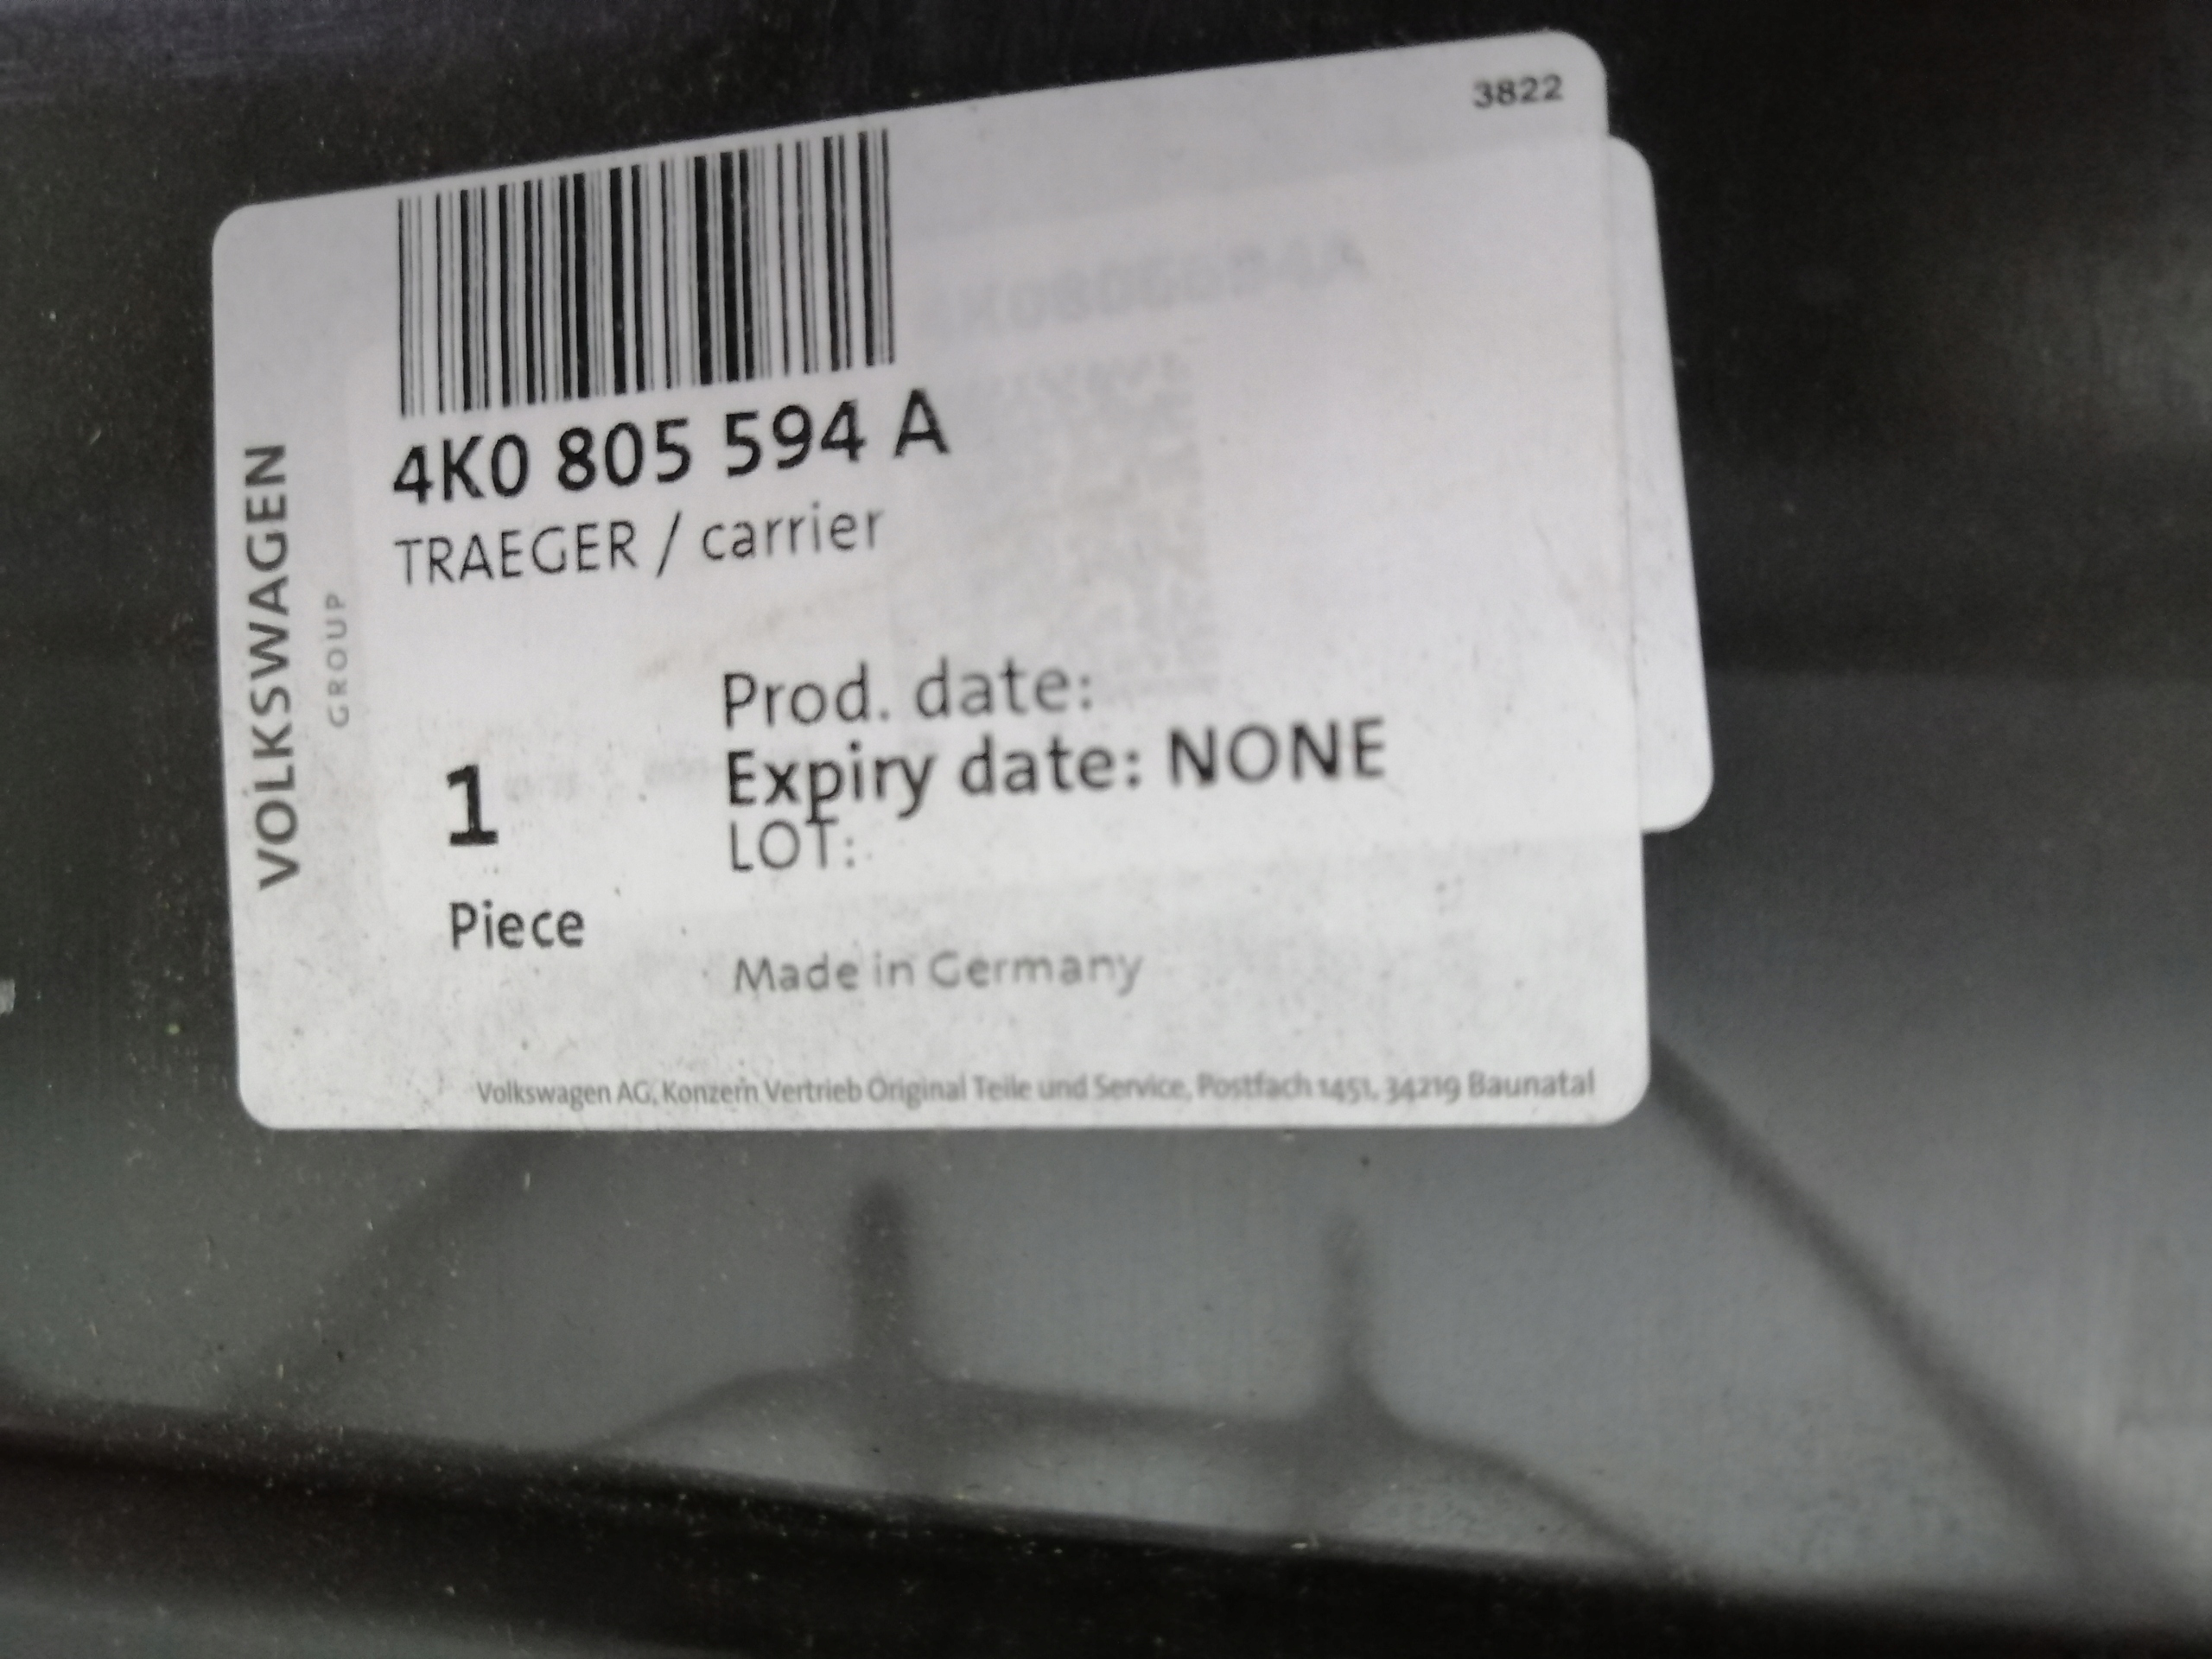 3822
4K0 805 594 A
TRAEGER / carrier
VOLKSWAGEN
GROUP
Prod. date:
Expiry date: NONE
LOT:
1
Piece
Made in Germany
Volkswagen AG, Konzern Vertrieb Original Teile und Service, Postfach 1451, 34219 Baunatal